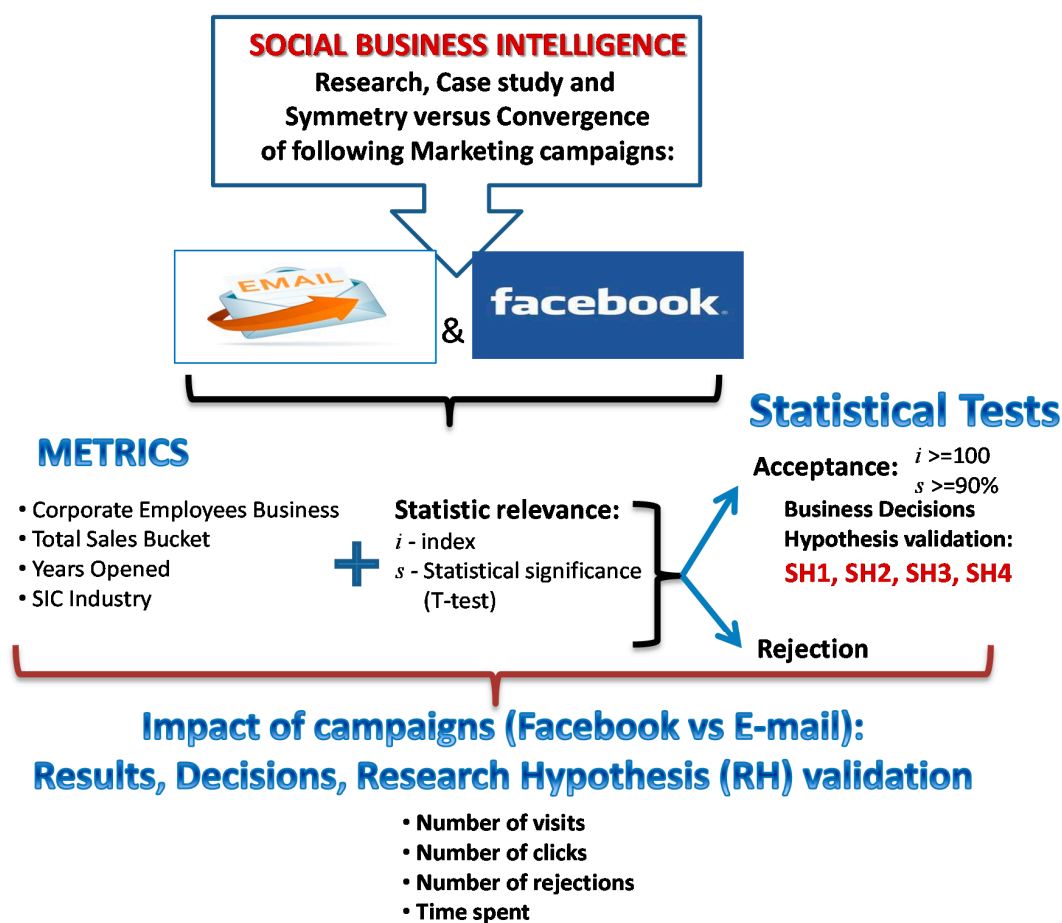 SOCIAL BUSINESS INTELLIGENCE
Research, Case study and
Symmetry versus Convergence
of following Marketing campaigns:
EMAIL
&
facebook.
Statistical Tests
METRICS
• Corporate Employees Business
• Total Sales Bucket
• Years Opened
• SIC Industry
+
Statistic relevance:
i - index
s - Statistical significance
(T-test)
Acceptance:
i >=100
s >=90%
Business Decisions
Hypothesis validation:
SH1, SH2, SH3, SH4
Rejection
Impact of campaigns (Facebook vs E-mail):
Results, Decisions, Research Hypothesis (RH) validation
• Number of visits
• Number of clicks
• Number of rejections
• Time spent